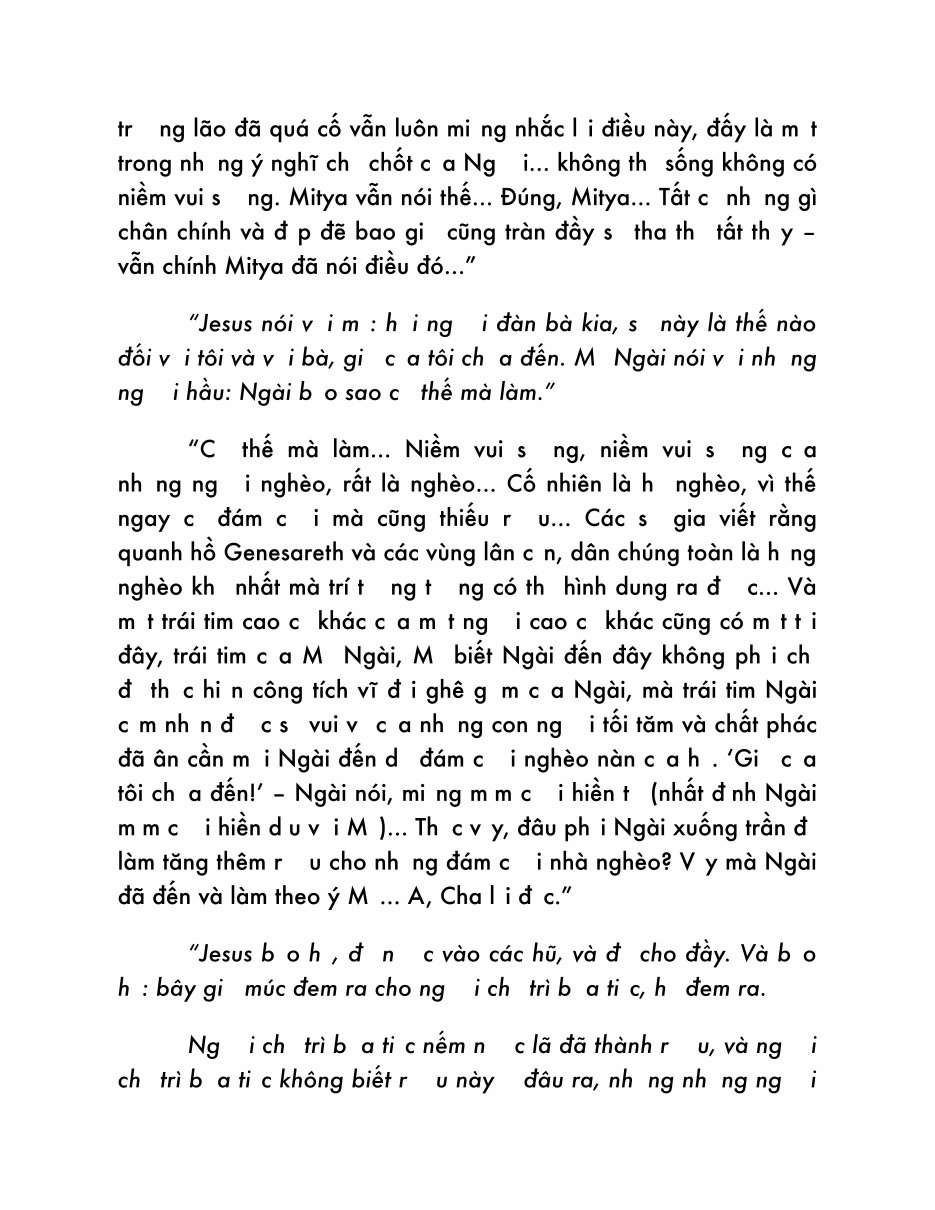 tr ng lão đã quá cố vẫn luôn mi ng nhắc l i điều này, đấy là m t
trong nh ng ý nghĩ ch chốt c a Ng i... không th sống không có
niềm vui s ng. Mitya vẫn nói thế... Đúng, Mitya... Tất c nh ng gì
chân chính và đ p đẽ bao gi cũng tràn đầy s tha th tất th y –
vẫn chính Mitya đã nói điều đó...”
“Jesus nói v i m : h i ng i đàn bà kia, s này là thế nào
đối v i tôi và v i bà, gi c a tôi ch a đến. M Ngài nói v i nh ng
ng i hầu: Ngài b o sao c thế mà làm.”
“C thế mà làm... Niềm vui s ng, niềm vui s ng c a
nh ng ng i nghèo, rất là nghèo... Cố nhiên là h nghèo, vì thế
ngay c đám c i mà cũng thiếu r u... Các s gia viết rằng
quanh hồ Genesareth và các vùng lân c n, dân chúng toàn là h ng
nghèo kh nhất mà trí t ng t ng có th hình dung ra đ c... Và
m t trái tim cao c khác c a m t ng i cao c khác cũng có m t t i
đây, trái tim c a M Ngài, M biết Ngài đến đây không ph i ch
đ th c hi n công tích vĩ đ i ghê g m c a Ngài, mà trái tim Ngài
c m nh n đ c s vui v c a nh ng con ng i tối tăm và chất phác
đã ân cần m i Ngài đến d đám c i nghèo nàn c a h . ‘Gi c a
tôi ch a đến!’ – Ngài nói, mi ng m m c i hiền t (nhất đ nh Ngài
m m c i hiền d u v i M )... Th c v y, đâu ph i Ngài xuống trần đ
làm tăng thêm r u cho nh ng đám c i nhà nghèo? V y mà Ngài
đã đến và làm theo ý M ... A, Cha l i đ c.”
“Jesus b o h , đ n c vào các hũ, và đ cho đầy. Và b o
h : bây gi múc đem ra cho ng i ch trì b a ti c, h đem ra.
Ng i ch trì b a ti c nếm n c lã đã thành r u, và ng i
ch trì b a ti c không biết r u này đâu ra, nh ng nh ng ng i